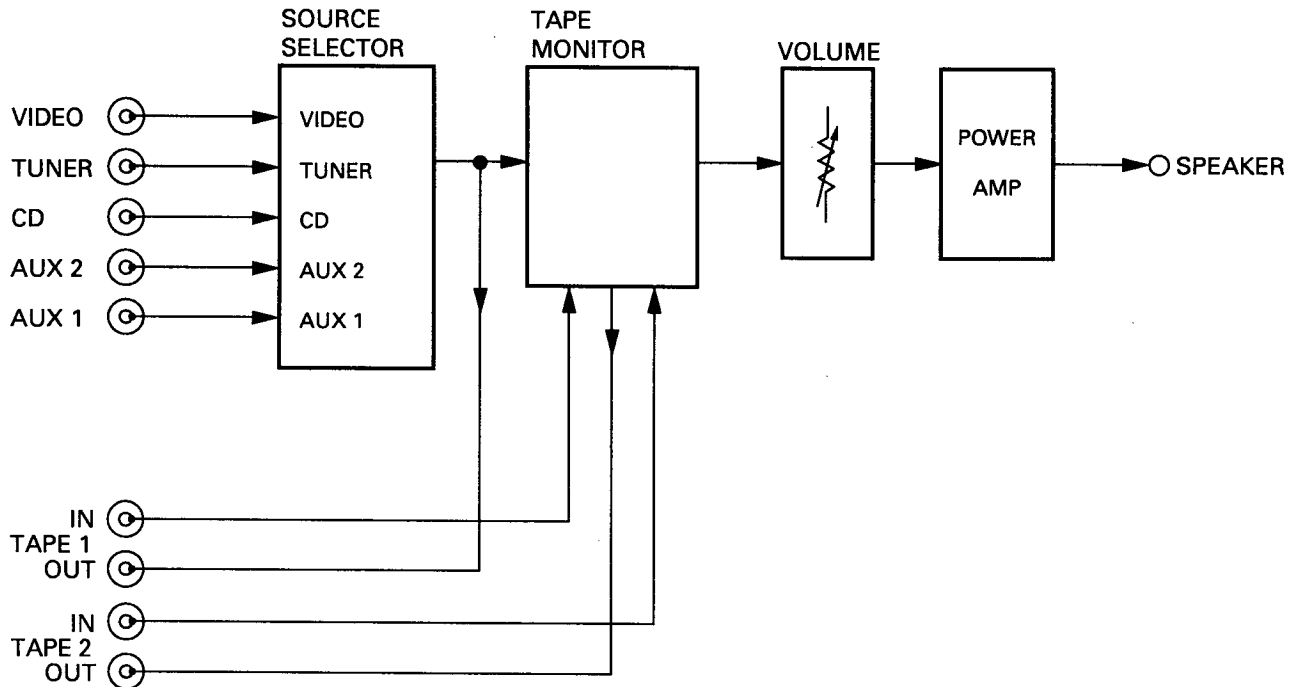 SOURCE
SELECTOR
TAPE
MONITOR
VOLUME
VIDEO
TUNER
CD
AUX 2
AUX 1
VIDEO
TUNER
CD
AUX 2
AUX 1
POWER
AMP
SPEAKER
IN
TAPE 1
OUT
IN
TAPE 2
OUT